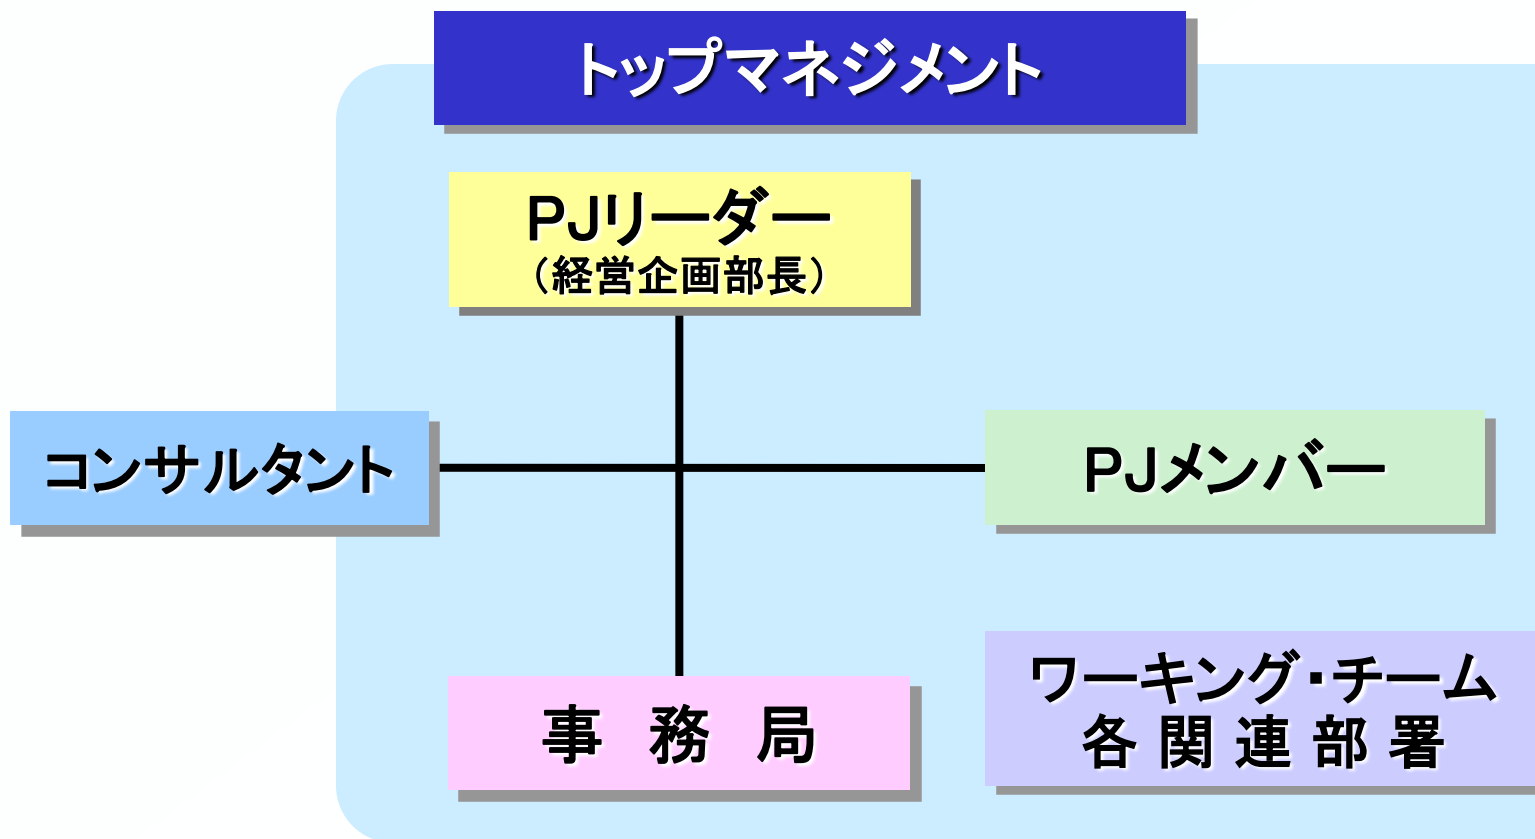 トップマネジメント
PJリーダー
（経営企画部長）
コンサルタント
PJメンバー
事　務　局
ワーキング・チーム
各 関 連 部 署